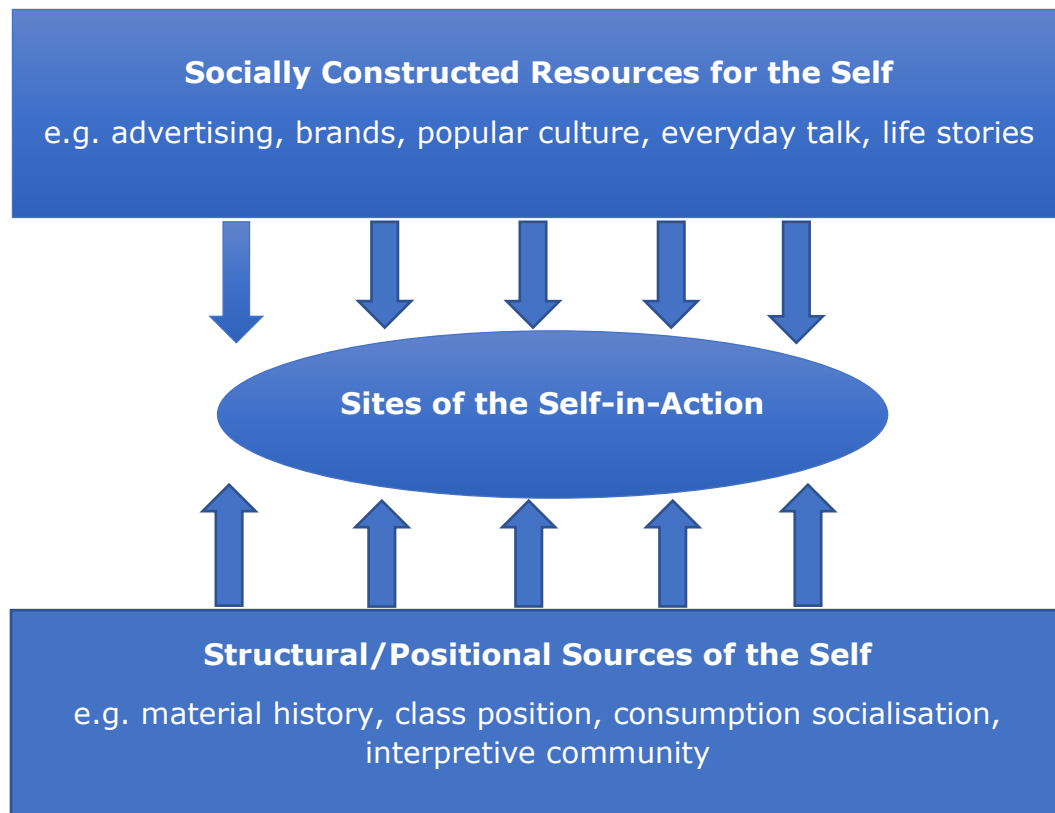 Socially Constructed Resources for the Self
e.g. advertising, brands, popular culture, everyday talk, life stories
Sites of the Self-in-Action
Structural/Positional Sources of the Self
e.g. material history, class position, consumption socialisation,
interpretive community